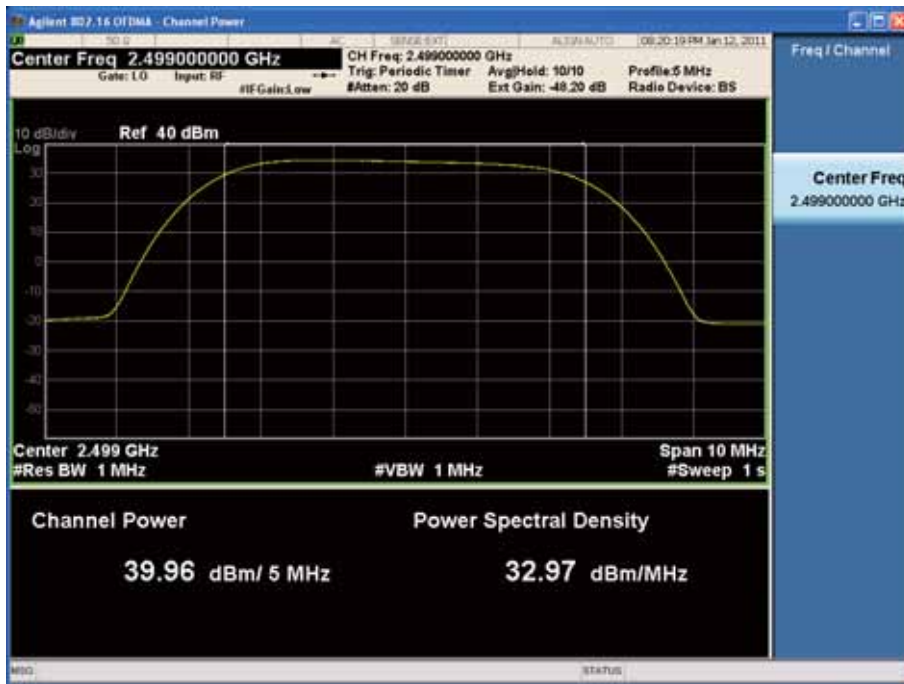 Agilent 802.16 OFDMA - Channel Power
50 Ω AC SENSE:EXT ALIGN AUTO 08:20:19 PM Jan 12, 2011
Center Freq 2.499000000 GHz
Gate: LO Input: RF
#IFGain:Low
CH Freq: 2.499000000 GHz
Trig: Periodic Timer Avg|Hold: 10/10 Profile:5 MHz
#Atten: 20 dB Ext Gain: -48.20 dB Radio Device: BS
Freq / Channel
Center Freq
2.499000000 GHz
10 dB/div Ref 40 dBm
Log
30
20
10
0
-10
-20
-30
-40
-50
Center 2.499 GHz Span 10 MHz
#Res BW 1 MHz #VBW 1 MHz #Sweep 1 s
Channel Power Power Spectral Density
39.96 dBm/ 5 MHz 32.97 dBm/MHz
MSG STATUS